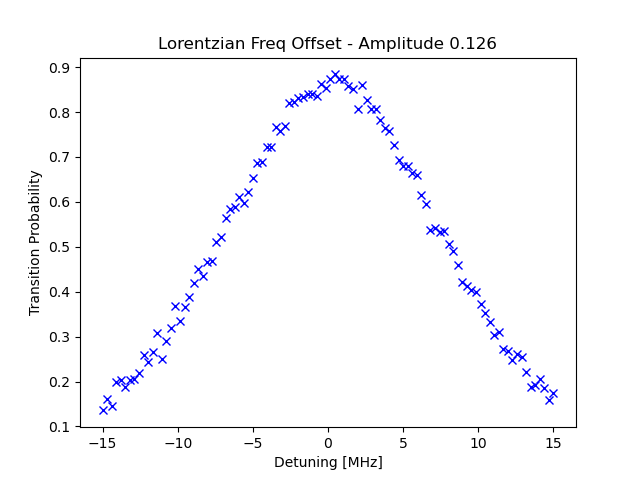 Lorentzian Freq Offset - Amplitude 0.126
0.9
0.8
0.7
0.6
0.5
0.4
0.3
0.2
0.1
Transition Probability
−15 −10 −5 0 5 10 15
Detuning [MHz]